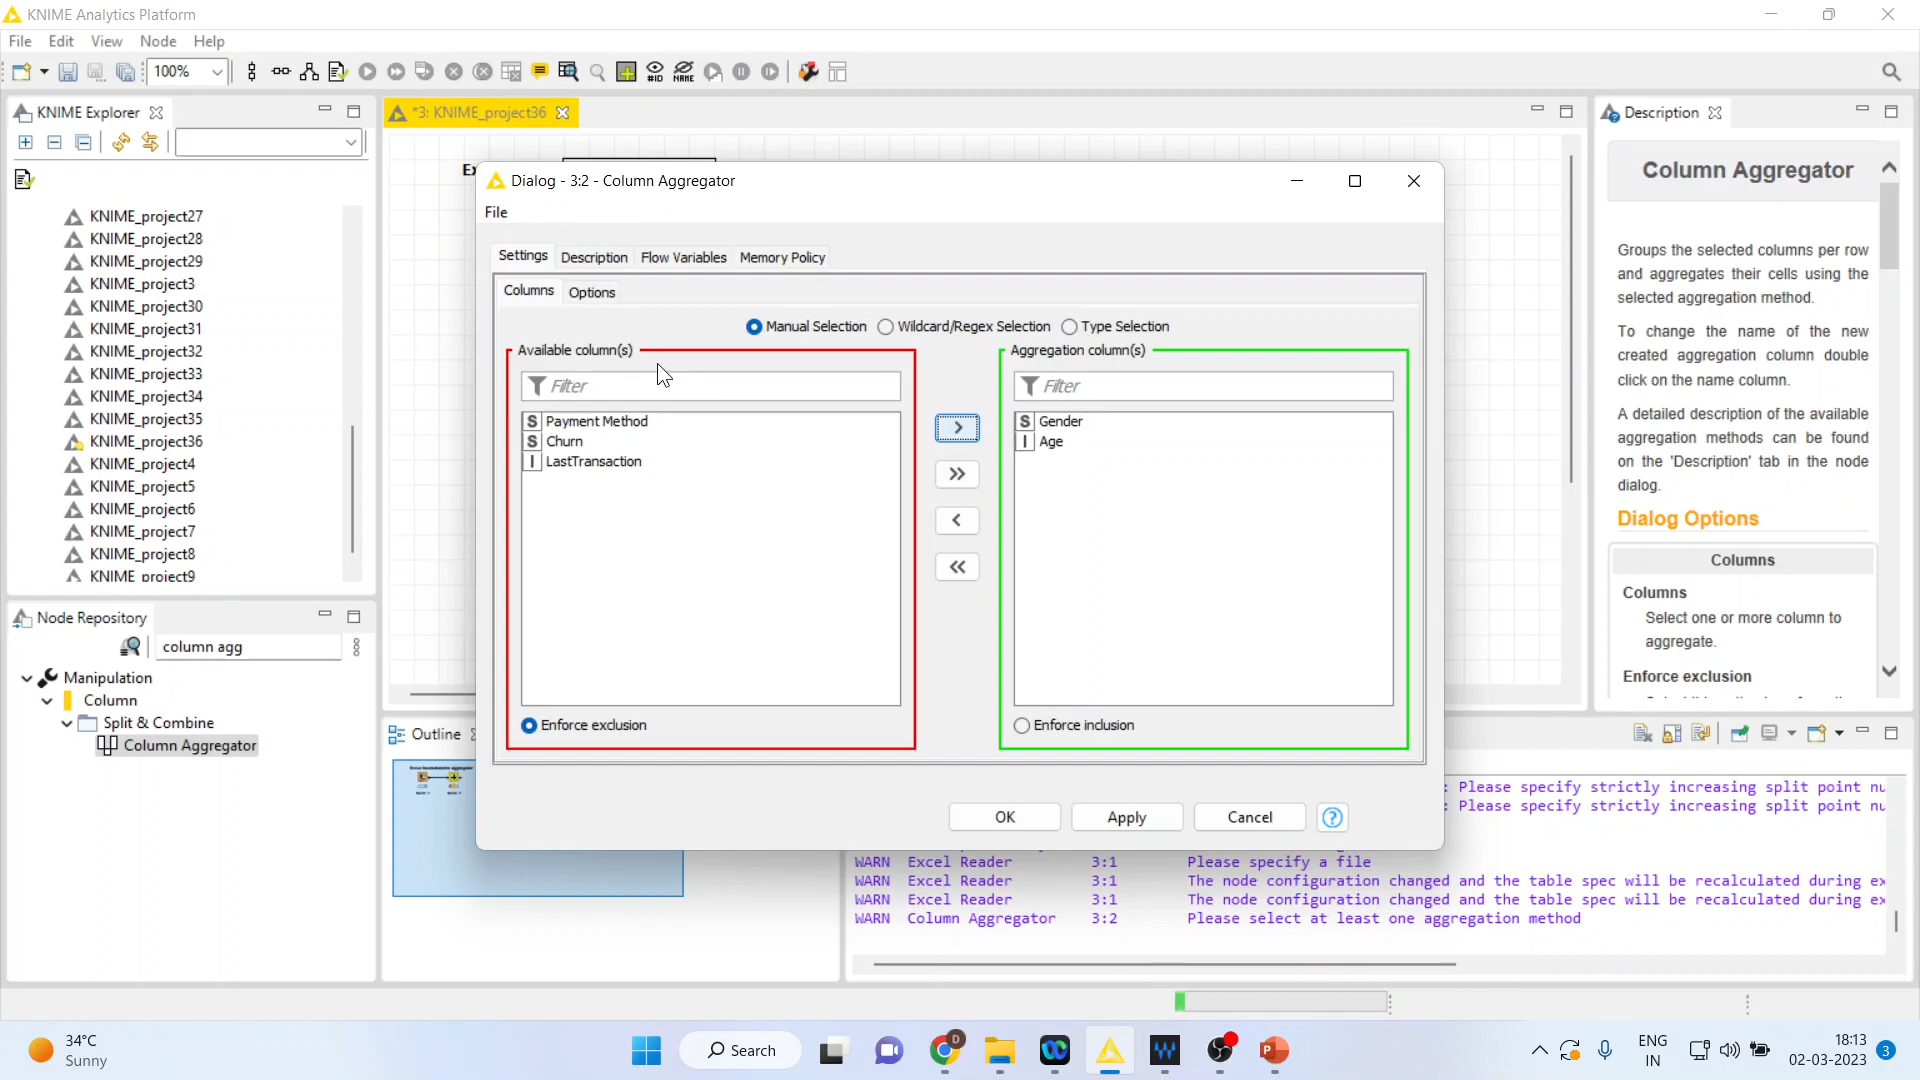 KNIME Analytics Platform
File Edit View Node Help
100%
#ID
NAME
KNIME Explorer
*3: KNIME_project36
Description
KNIME_project27
KNIME_project28
KNIME_project29
KNIME_project3
KNIME_project30
KNIME_project31
KNIME_project32
KNIME_project33
KNIME_project34
KNIME_project35
KNIME_project36
KNIME_project4
KNIME_project5
KNIME_project6
KNIME_project7
KNIME_project8
KNIME_project9
Node Repository
column agg
Manipulation
Column
Split & Combine
Column Aggregator
Ex
Outline
Dialog - 3:2 - Column Aggregator
File
Settings Description Flow Variables Memory Policy
Columns Options
Manual Selection Wildcard/Regex Selection Type Selection
Available column(s)
Filter
S Payment Method
S Churn
I LastTransaction
Enforce exclusion
Aggregation column(s)
Filter
S Gender
I Age
Enforce inclusion
OK Apply Cancel ?
Column Aggregator
Groups the selected columns per row
and aggregates their cells using the
selected aggregation method.
To change the name of the new
created aggregation column double
click on the name column.
A detailed description of the available
aggregation methods can be found
on the 'Description' tab in the node
dialog.
Dialog Options
Columns
Columns
Select one or more column to
aggregate.
Enforce exclusion
: Please specify strictly increasing split point nu
: Please specify strictly increasing split point nu
WARN Excel Reader 3:1 Please specify a file
WARN Excel Reader 3:1 The node configuration changed and the table spec will be recalculated during ex
WARN Excel Reader 3:1 The node configuration changed and the table spec will be recalculated during ex
WARN Column Aggregator 3:2 Please select at least one aggregation method
34°C
Sunny
Search
D
P
ENG
IN
18:13
02-03-2023
3